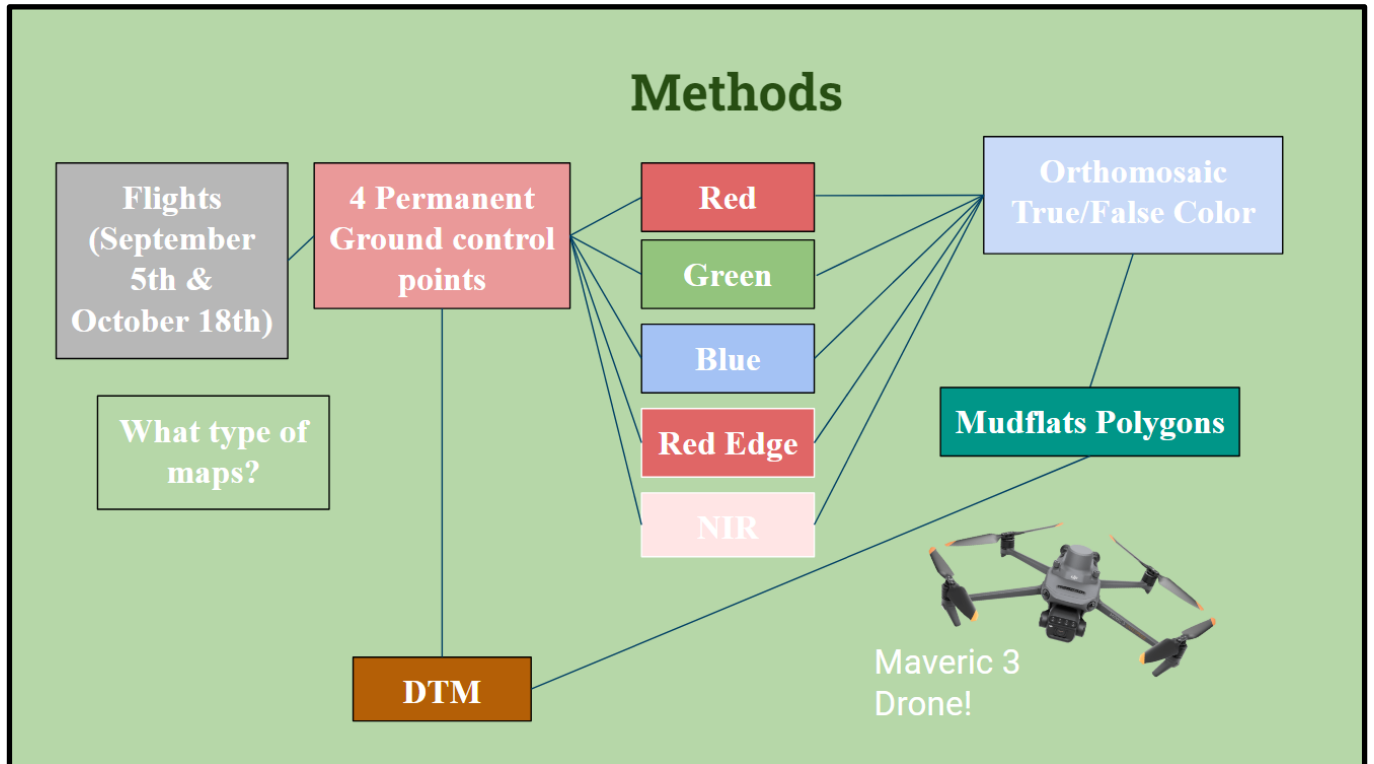 Methods
Flights
(September
5th &
October 18th)
4 Permanent
Ground control
points
Red
Green
Blue
Red Edge
NIR
Orthomosaic
True/False Color
What type of
maps?
Mudflats Polygons
DTM
Maveric 3
Drone!